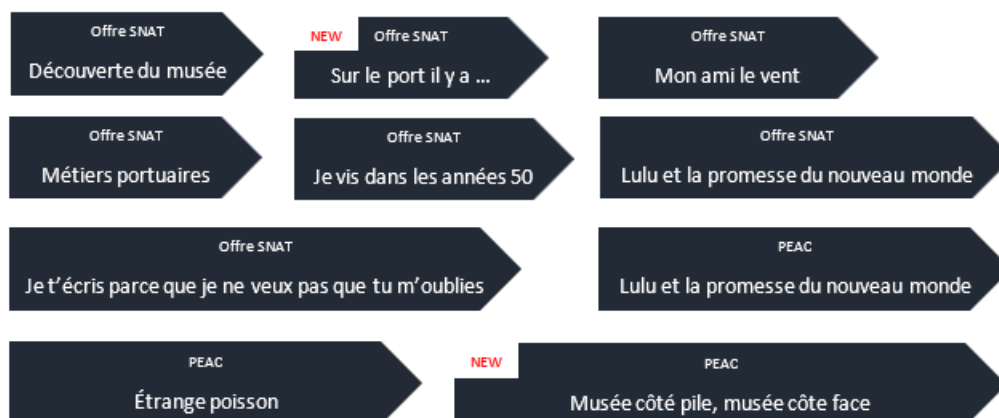 Offre SNAT
Découverte du musée
NEW
Offre SNAT
Sur le port il y a ...
Offre SNAT
Mon ami le vent
Offre SNAT
Métiers portuaires
Offre SNAT
Je vis dans les années 50
Offre SNAT
Lulu et la promesse du nouveau monde
Offre SNAT
Je t'écris parce que je ne veux pas que tu m'oublies
PEAC
Lulu et la promesse du nouveau monde
PEAC
Étrange poisson
NEW
PEAC
Musée côté pile, musée côte face